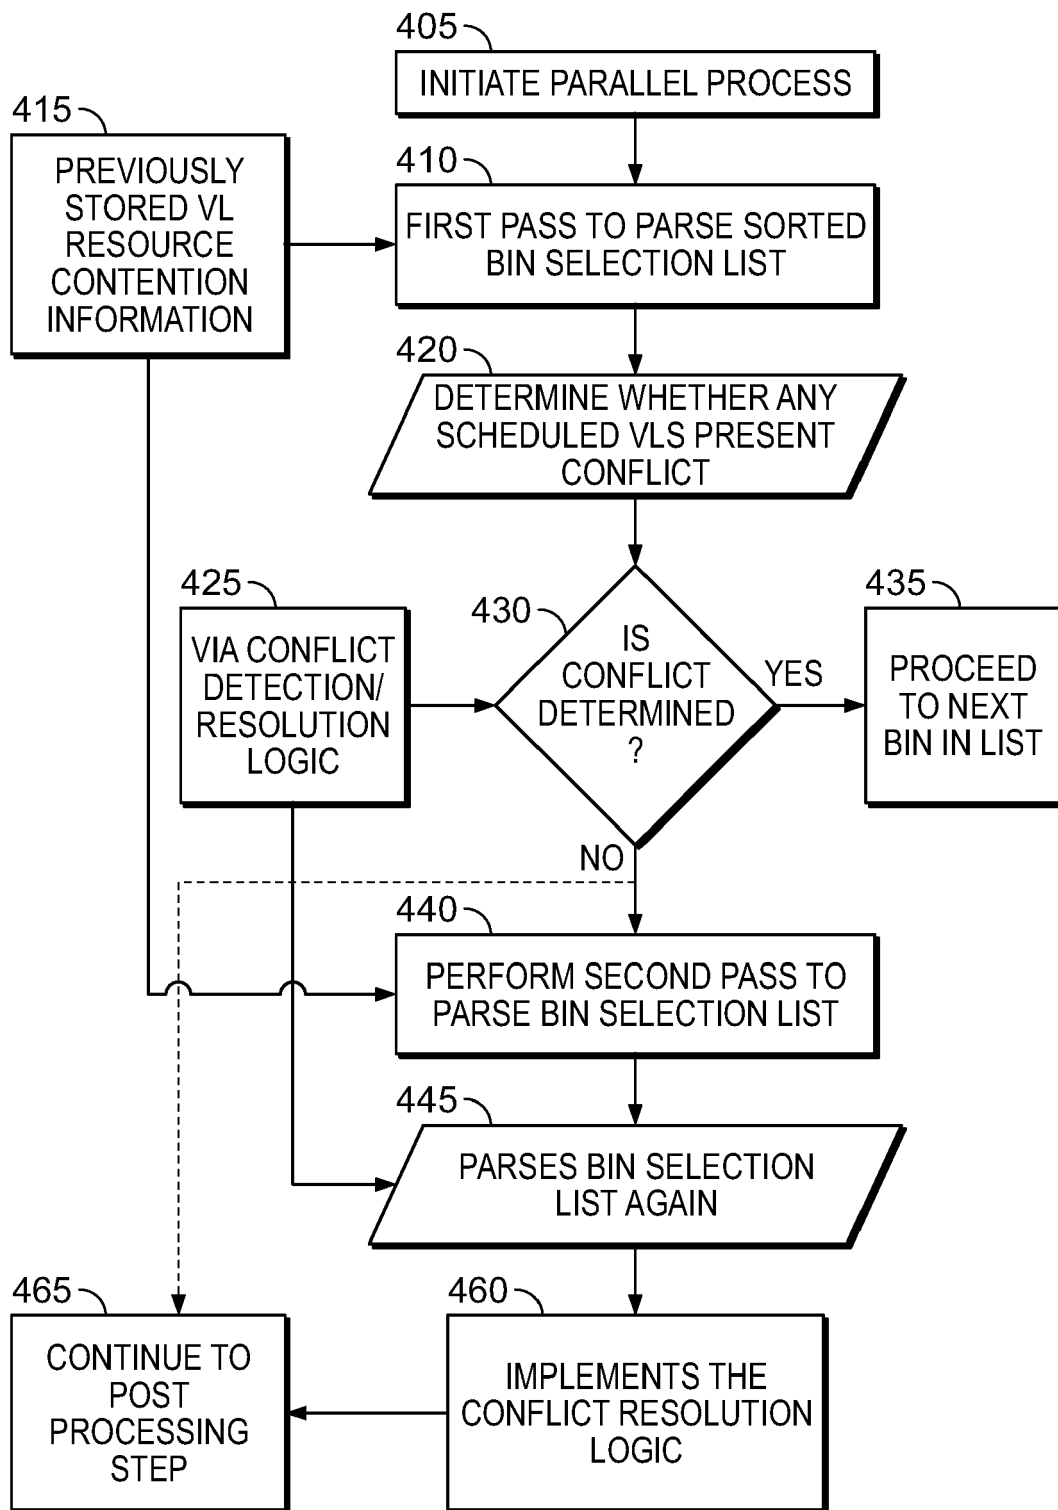 405
INITIATE PARALLEL PROCESS
415
PREVIOUSLY
STORED VL
RESOURCE
CONTENTION
INFORMATION
410
FIRST PASS TO PARSE SORTED
BIN SELECTION LIST
420
DETERMINE WHETHER ANY
SCHEDULED VLS PRESENT
CONFLICT
425
VIA CONFLICT
DETECTION/
RESOLUTION
LOGIC
430
IS
CONFLICT
DETERMINED
?
YES
435
PROCEED
TO NEXT
BIN IN LIST
NO
440
PERFORM SECOND PASS TO
PARSE BIN SELECTION LIST
445
PARSES BIN SELECTION
LIST AGAIN
465
CONTINUE TO
POST
PROCESSING
STEP
460
IMPLEMENTS THE
CONFLICT RESOLUTION
LOGIC